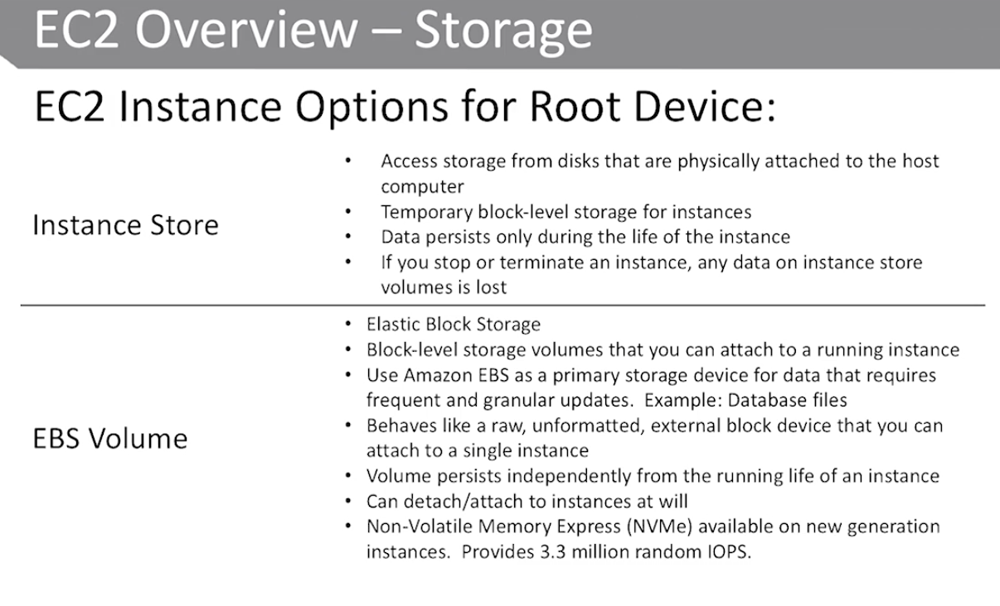 EC2 Overview – Storage
EC2 Instance Options for Root Device:
Instance Store
• Access storage from disks that are physically attached to the host
computer
• Temporary block-level storage for instances
• Data persists only during the life of the instance
• If you stop or terminate an instance, any data on instance store
volumes is lost
EBS Volume
• Elastic Block Storage
• Block-level storage volumes that you can attach to a running instance
• Use Amazon EBS as a primary storage device for data that requires
frequent and granular updates.  Example: Database files
• Behaves like a raw, unformatted, external block device that you can
attach to a single instance
• Volume persists independently from the running life of an instance
• Can detach/attach to instances at will
• Non-Volatile Memory Express (NVMe) available on new generation
instances.  Provides 3.3 million random IOPS.